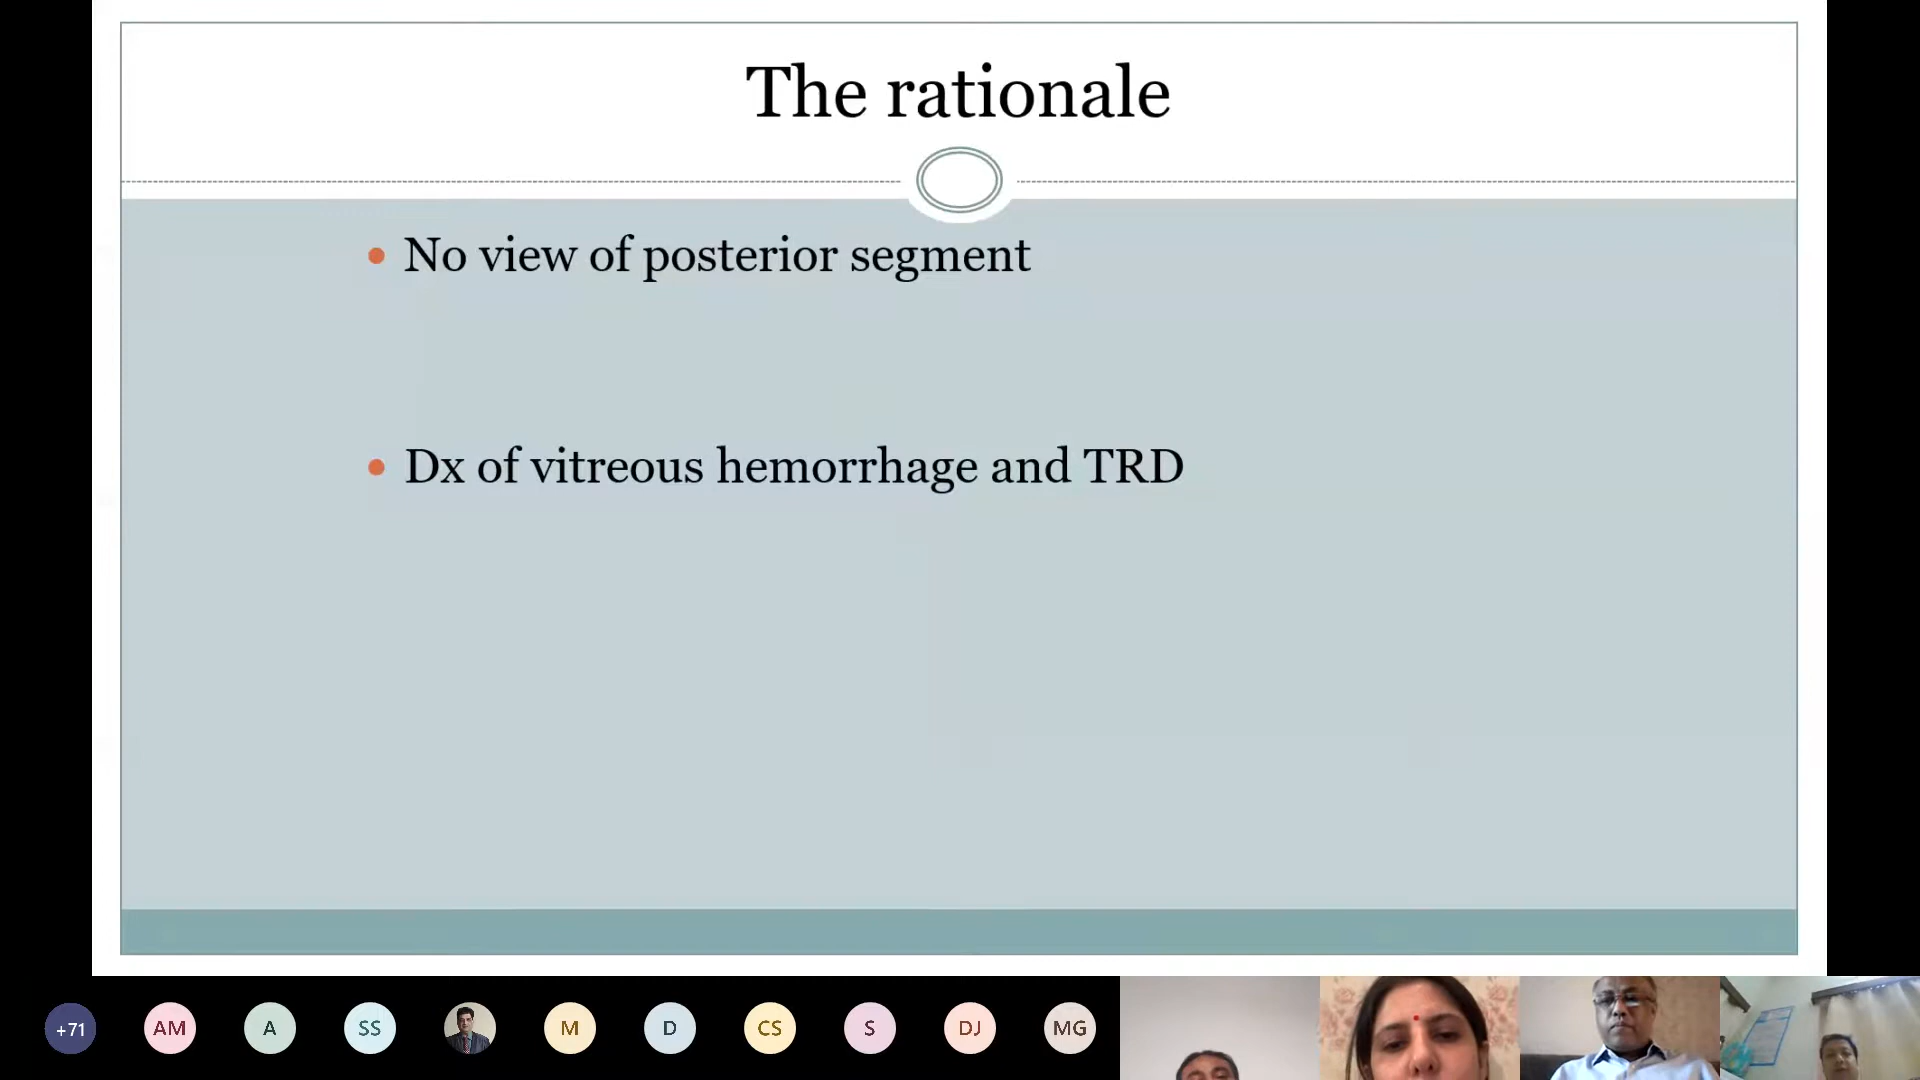 The rationale
No view of posterior segment
Dx of vitreous hemorrhage and TRD
+71
AM
A
SS
M
D
CS
S
DJ
MG